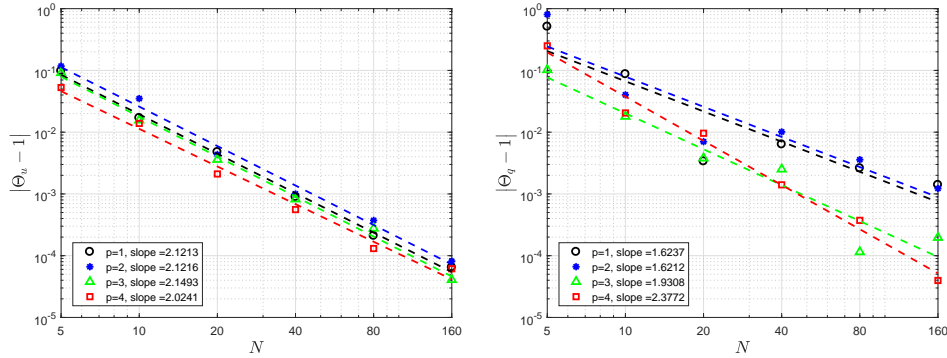 10^0
10^-1
10^-2
10^-3
10^-4
10^-5
|Θ_u − 1|
p=1, slope =2.1213
p=2, slope =2.1216
p=3, slope =2.1493
p=4, slope =2.0241
5 10 20 40 80 160
N
10^0
10^-1
10^-2
10^-3
10^-4
10^-5
|Θ_q − 1|
p=1, slope =1.6237
p=2, slope =1.6212
p=3, slope =1.9308
p=4, slope =2.3772
5 10 20 40 80 160
N